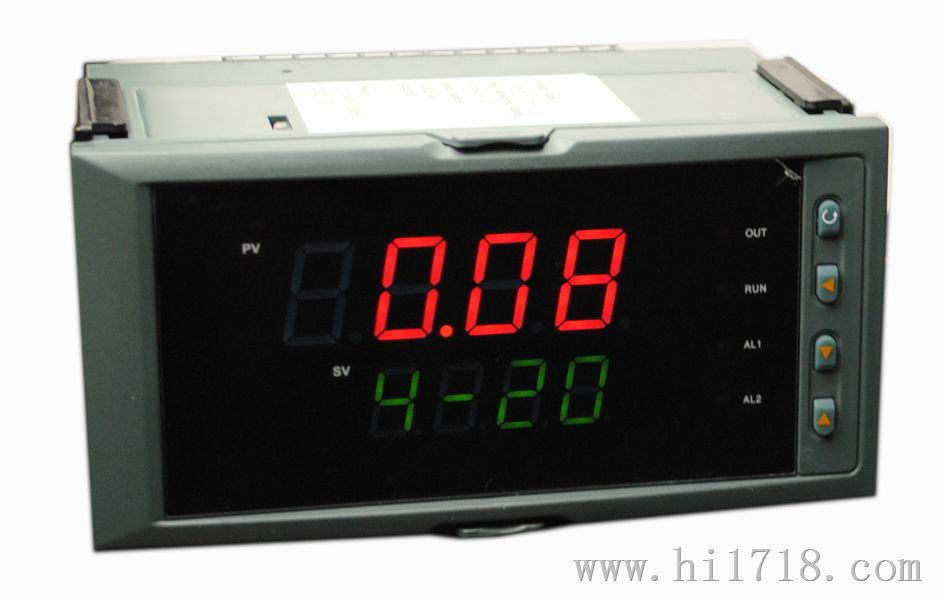 PV
0.08
OUT
RUN
SV
4-20
AL1
AL2
www.hi1718.com